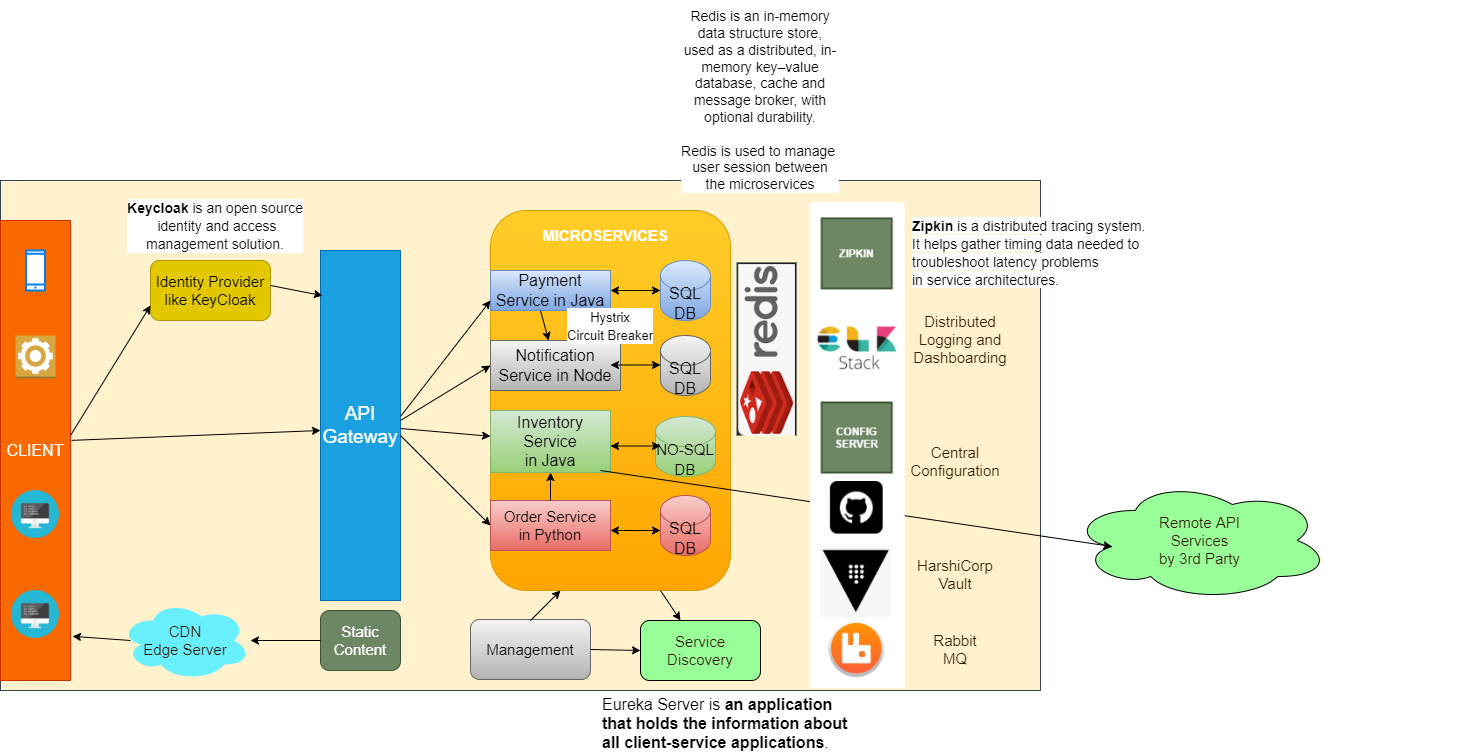 Redis is an in-memory
data structure store,
used as a distributed, in-
memory key–value
database, cache and
message broker, with
optional durability.
Redis is used to manage
user session between
the microservices
Keycloak is an open source
identity and access
management solution.
Identity Provider
like KeyCloak
CLIENT
API
Gateway
CDN
Edge Server
Static
Content
MICROSERVICES
Payment
Service in Java
SQL
DB
Hystrix
Circuit Breaker
Notification
Service in Node
SQL
DB
Inventory
Service
in Java
NO-SQL
DB
Order Service
in Python
SQL
DB
Management
Service
Discovery
redis
ZIPKIN
Zipkin is a distributed tracing system.
It helps gather timing data needed to
troubleshoot latency problems
in service architectures.
ELK
Stack
Distributed
Logging and
Dashboarding
CONFIG
SERVER
Central
Configuration
HarshiCorp
Vault
Rabbit
MQ
Remote API
Services
by 3rd Party
Eureka Server is an application
that holds the information about
all client-service applications.